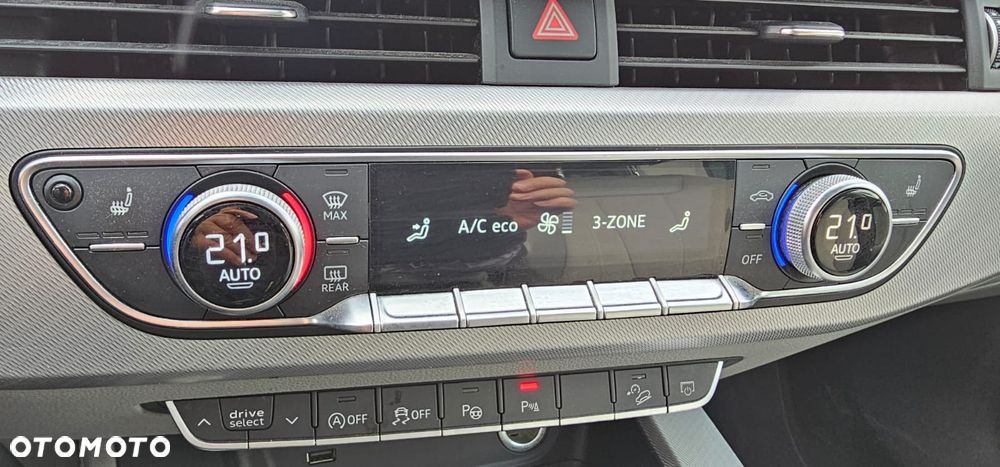 MAX
21.0
AUTO
REAR
A/C eco
3-ZONE
OFF
21.0
AUTO
drive
select
A OFF
OFF
P
P
OTOMOTO